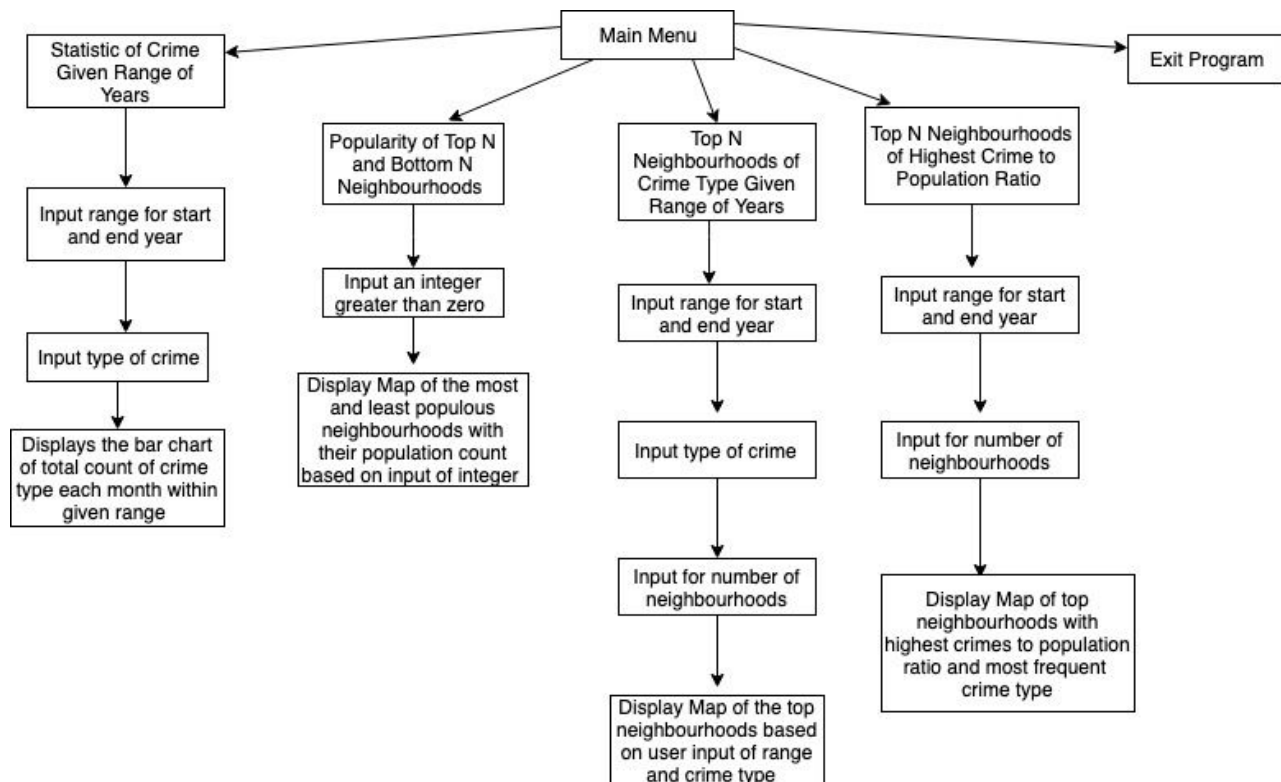 Main Menu
Statistic of Crime
Given Range of
Years
Exit Program
Popularity of Top N
and Bottom N
Neighbourhoods
Top N
Neighbourhoods of
Crime Type Given
Range of Years
Top N Neighbourhoods
of Highest Crime to
Population Ratio
Input range for start
and end year
Input an integer
greater than zero
Input range for start
and end year
Input range for start
and end year
Input type of crime
Display Map of the most
and least populous
neighbourhoods with
their population count
based on input of integer
Input type of crime
Input for number of
neighbourhoods
Displays the bar chart
of total count of crime
type each month within
given range
Input for number of
neighbourhoods
Display Map of top
neighbourhoods with
highest crimes to population
ratio and most frequent
crime type
Display Map of the top
neighbourhoods based
on user input of range
and crime type